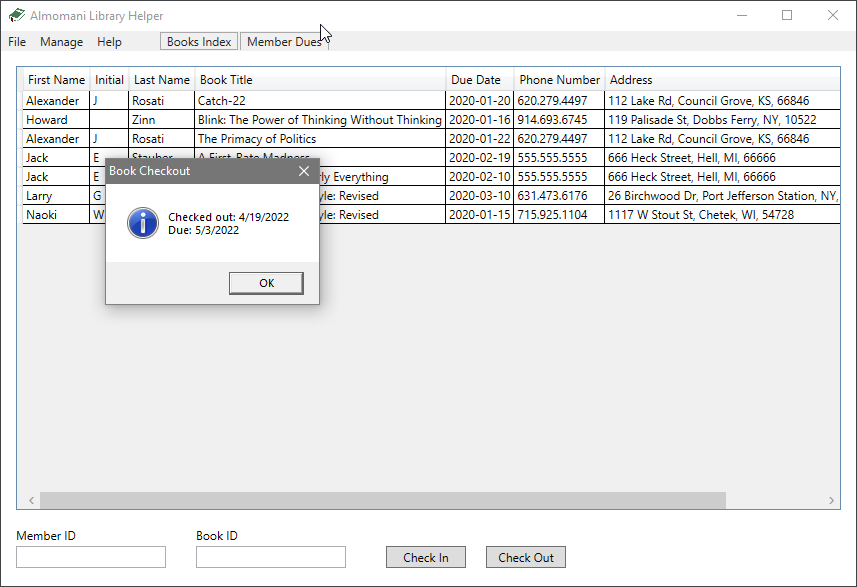 Almomani Library Helper
File Manage Help Books Index Member Dues
First Name Initial Last Name Book Title Due Date Phone Number Address
Alexander J Rosati Catch-22 2020-01-20 620.279.4497 112 Lake Rd, Council Grove, KS, 66846
Howard Zinn Blink: The Power of Thinking Without Thinking 2020-01-16 914.693.6745 119 Palisade St, Dobbs Ferry, NY, 10522
Alexander J Rosati The Primacy of Politics 2020-01-22 620.279.4497 112 Lake Rd, Council Grove, KS, 66846
Jack E Stauber A First-Rate Madness 2020-02-19 555.555.5555 666 Heck Street, Hell, MI, 66666
Jack E Everything 2020-02-10 555.555.5555 666 Heck Street, Hell, MI, 66666
Larry G yle: Revised 2020-03-10 631.473.6176 26 Birchwood Dr, Port Jefferson Station, NY,
Naoki W yle: Revised 2020-01-15 715.925.1104 1117 W Stout St, Chetek, WI, 54728
Book Checkout
Checked out: 4/19/2022
Due: 5/3/2022
OK
Member ID Book ID
Check In Check Out